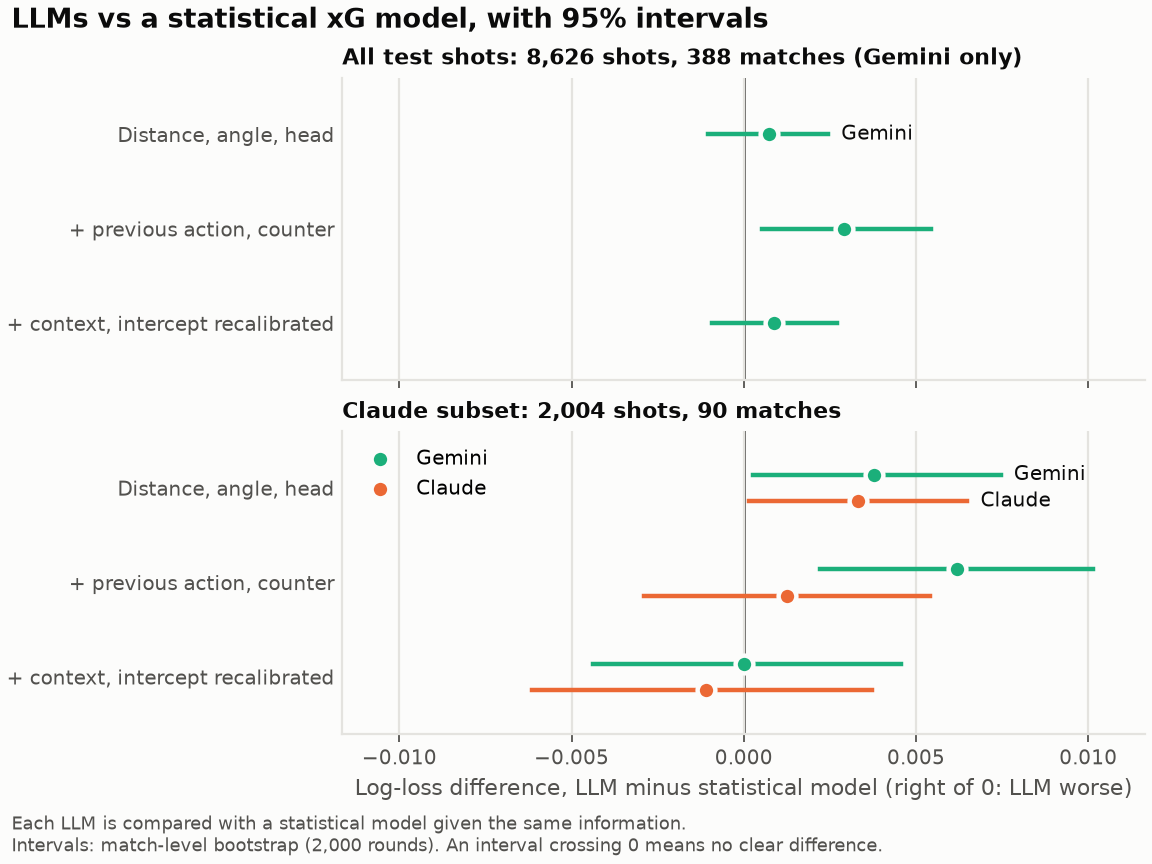 LLMs vs a statistical xG model, with 95% intervals
All test shots: 8,626 shots, 388 matches (Gemini only)
Distance, angle, head
Gemini
+ previous action, counter
+ context, intercept recalibrated
Claude subset: 2,004 shots, 90 matches
Gemini
Claude
Distance, angle, head
Gemini
Claude
+ previous action, counter
+ context, intercept recalibrated
−0.010 −0.005 0.000 0.005 0.010
Log-loss difference, LLM minus statistical model (right of 0: LLM worse)
Each LLM is compared with a statistical model given the same information.
Intervals: match-level bootstrap (2,000 rounds). An interval crossing 0 means no clear difference.